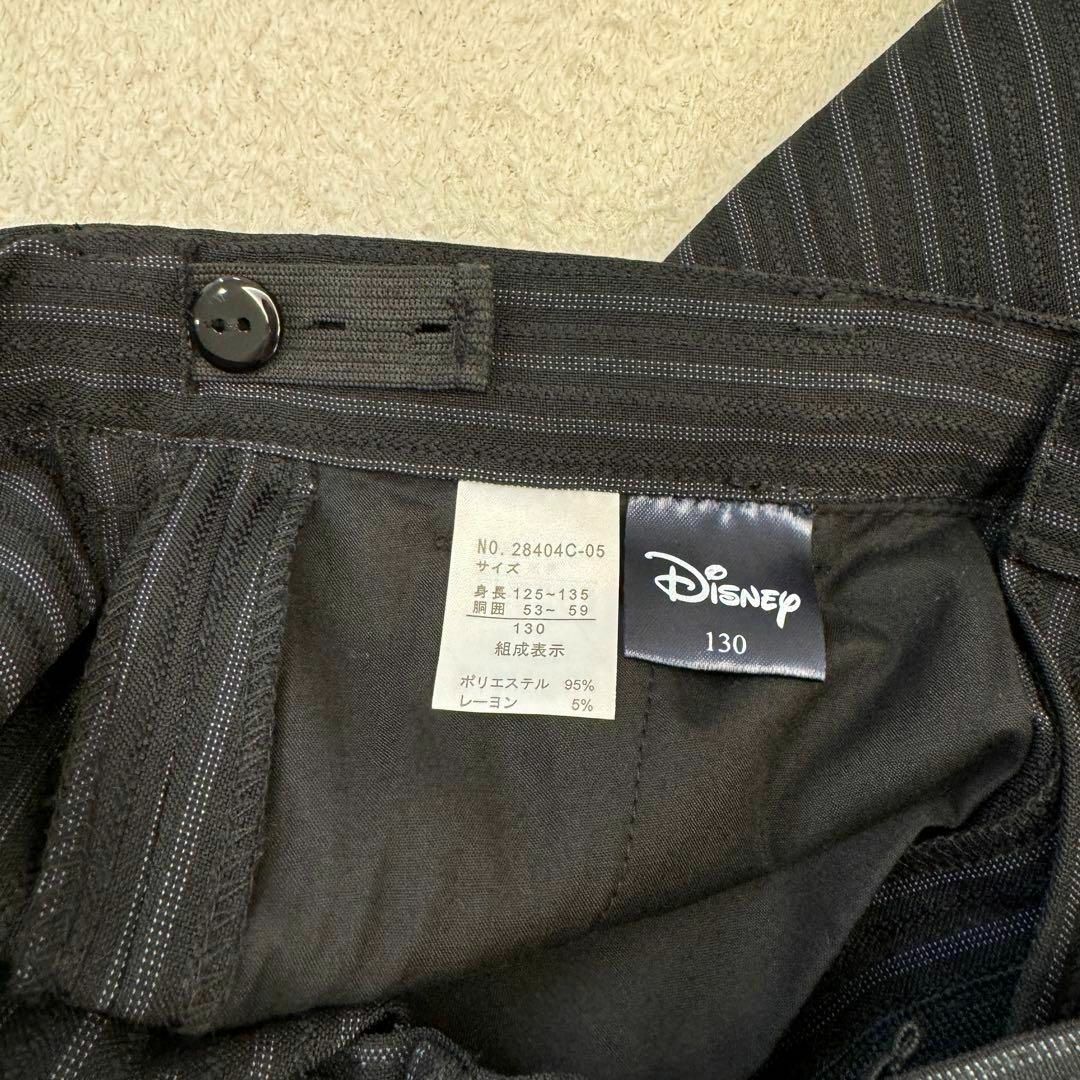 NO. 28404C-05
サイズ
身長 125~135
胴囲 53~ 59
130
組成表示
ポリエステル 95%
レーヨン 5%
Disney
130